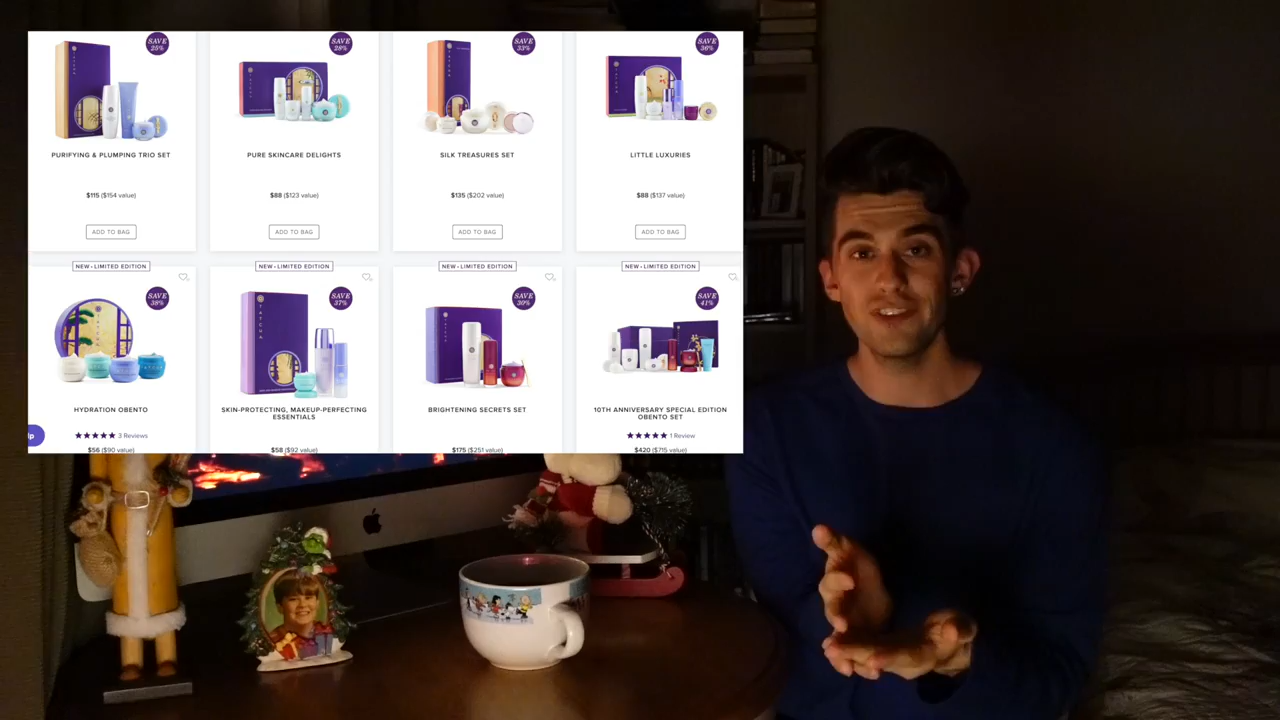 SAVE 25%
SAVE 28%
SAVE 33%
SAVE 36%
PURIFYING & PLUMPING TRIO SET
PURE SKINCARE DELIGHTS
SILK TREASURES SET
LITTLE LUXURIES
$115 ($154 value)
$88 ($123 value)
$135 ($202 value)
$88 ($137 value)
ADD TO BAG
ADD TO BAG
ADD TO BAG
ADD TO BAG
NEW • LIMITED EDITION
NEW • LIMITED EDITION
NEW • LIMITED EDITION
NEW • LIMITED EDITION
SAVE 38%
SAVE 37%
SAVE 30%
SAVE 41%
TATCHA
TATCHA
HYDRATION OBENTO
SKIN-PROTECTING, MAKEUP-PERFECTING
ESSENTIALS
BRIGHTENING SECRETS SET
10TH ANNIVERSARY SPECIAL EDITION
OBENTO SET
lp
3 Reviews
1 Review
$56 ($90 value)
$58 ($92 value)
$175 ($251 value)
$420 ($715 value)